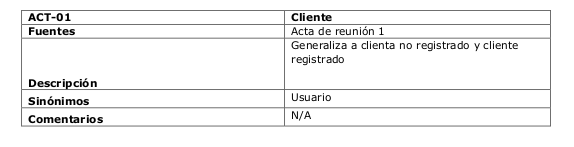 ACT-01 Cliente
Fuentes Acta de reunión 1
Generaliza a clienta no registrado y cliente
registrado
Descripción
Sinónimos Usuario
Comentarios N/A